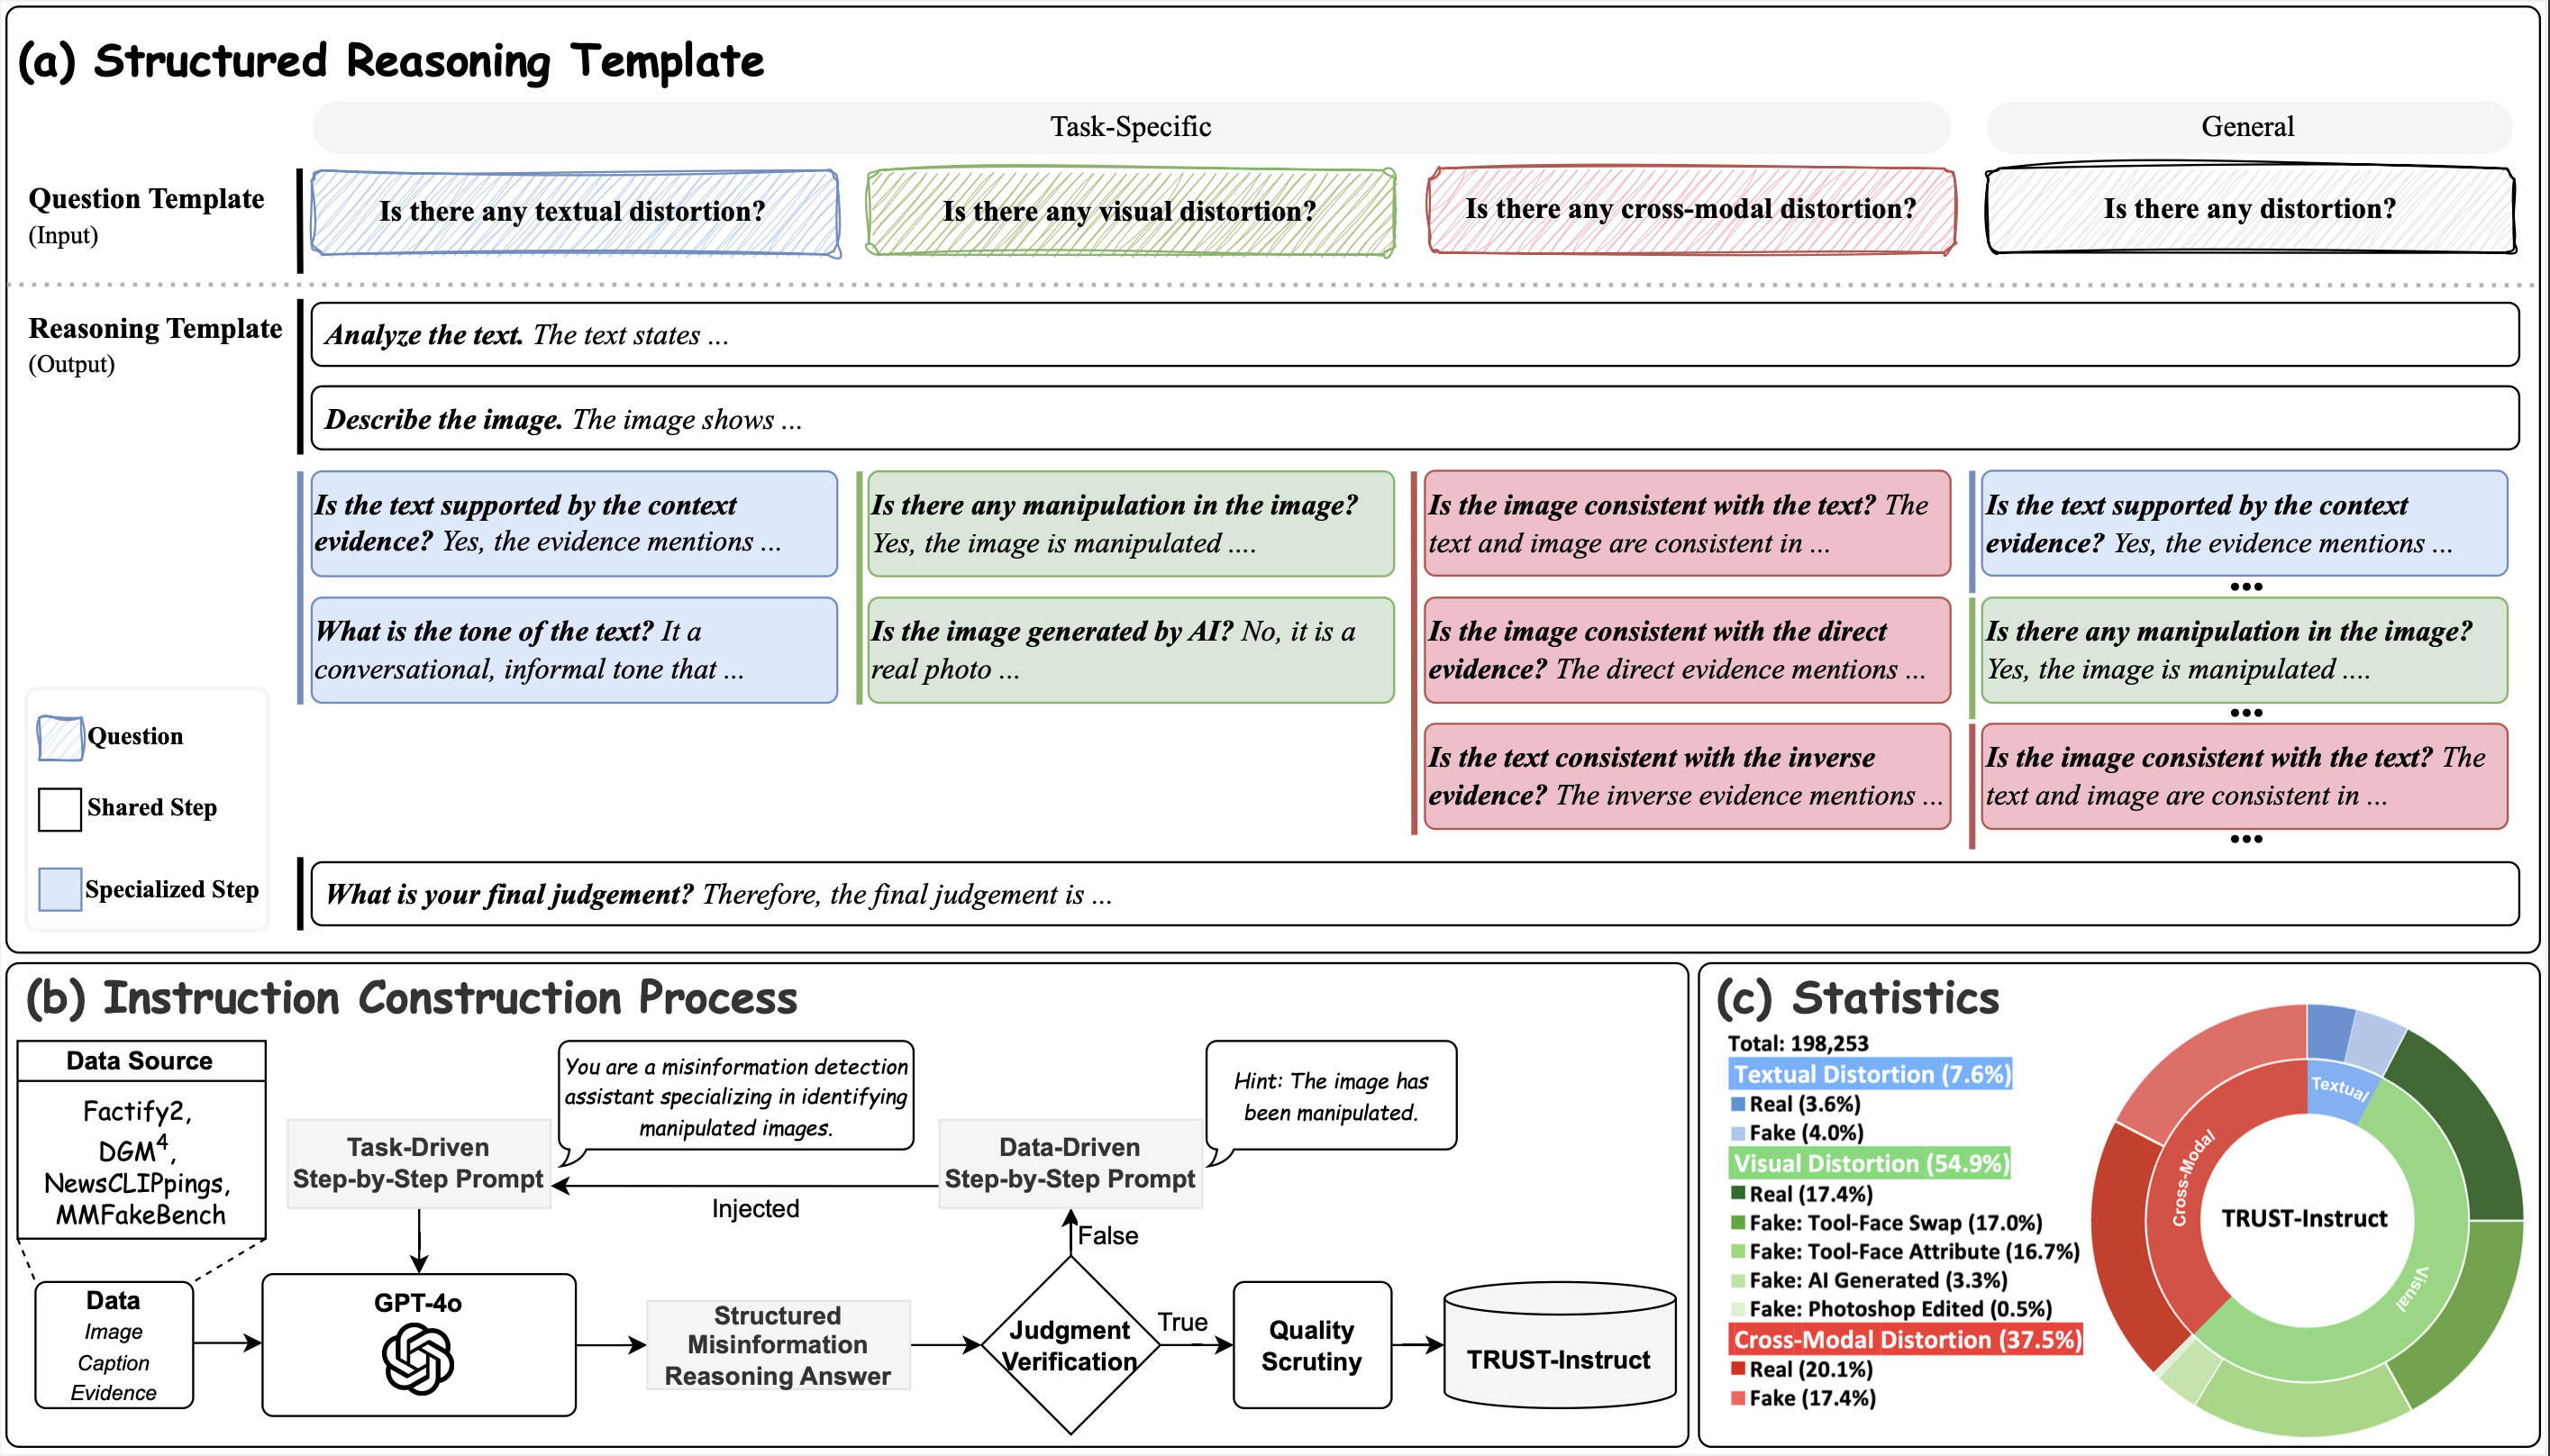 (a) Structured Reasoning Template
Task-Specific
General
Question Template
(Input)
Is there any textual distortion?
Is there any visual distortion?
Is there any cross-modal distortion?
Is there any distortion?
Reasoning Template
(Output)
Analyze the text. The text states ...
Describe the image. The image shows ...
Is the text supported by the context
evidence? Yes, the evidence mentions ...
What is the tone of the text? It a
conversational, informal tone that ...
Is there any manipulation in the image?
Yes, the image is manipulated ....
Is the image generated by AI? No, it is a
real photo ...
Is the image consistent with the text? The
text and image are consistent in ...
Is the image consistent with the direct
evidence? The direct evidence mentions ...
Is the text consistent with the inverse
evidence? The inverse evidence mentions ...
Is the text supported by the context
evidence? Yes, the evidence mentions ...
...
Is there any manipulation in the image?
Yes, the image is manipulated ....
...
Is the image consistent with the text? The
text and image are consistent in ...
...
Question
Shared Step
Specialized Step
What is your final judgement? Therefore, the final judgement is ...
(b) Instruction Construction Process
Data Source
Factify2,
DGM⁴,
NewsCLIPpings,
MMFakeBench
Data
Image
Caption
Evidence
Task-Driven
Step-by-Step Prompt
You are a misinformation detection
assistant specializing in identifying
manipulated images.
GPT-4o
Injected
Data-Driven
Step-by-Step Prompt
Hint: The image has
been manipulated.
Structured
Misinformation
Reasoning Answer
False
Judgment
Verification
True
Quality
Scrutiny
TRUST-Instruct
(c) Statistics
Total: 198,253
Textual Distortion (7.6%)
Real (3.6%)
Fake (4.0%)
Visual Distortion (54.9%)
Real (17.4%)
Fake: Tool-Face Swap (17.0%)
Fake: Tool-Face Attribute (16.7%)
Fake: AI Generated (3.3%)
Fake: Photoshop Edited (0.5%)
Cross-Modal Distortion (37.5%)
Real (20.1%)
Fake (17.4%)
Textual
Cross-Modal
Visual
TRUST-Instruct